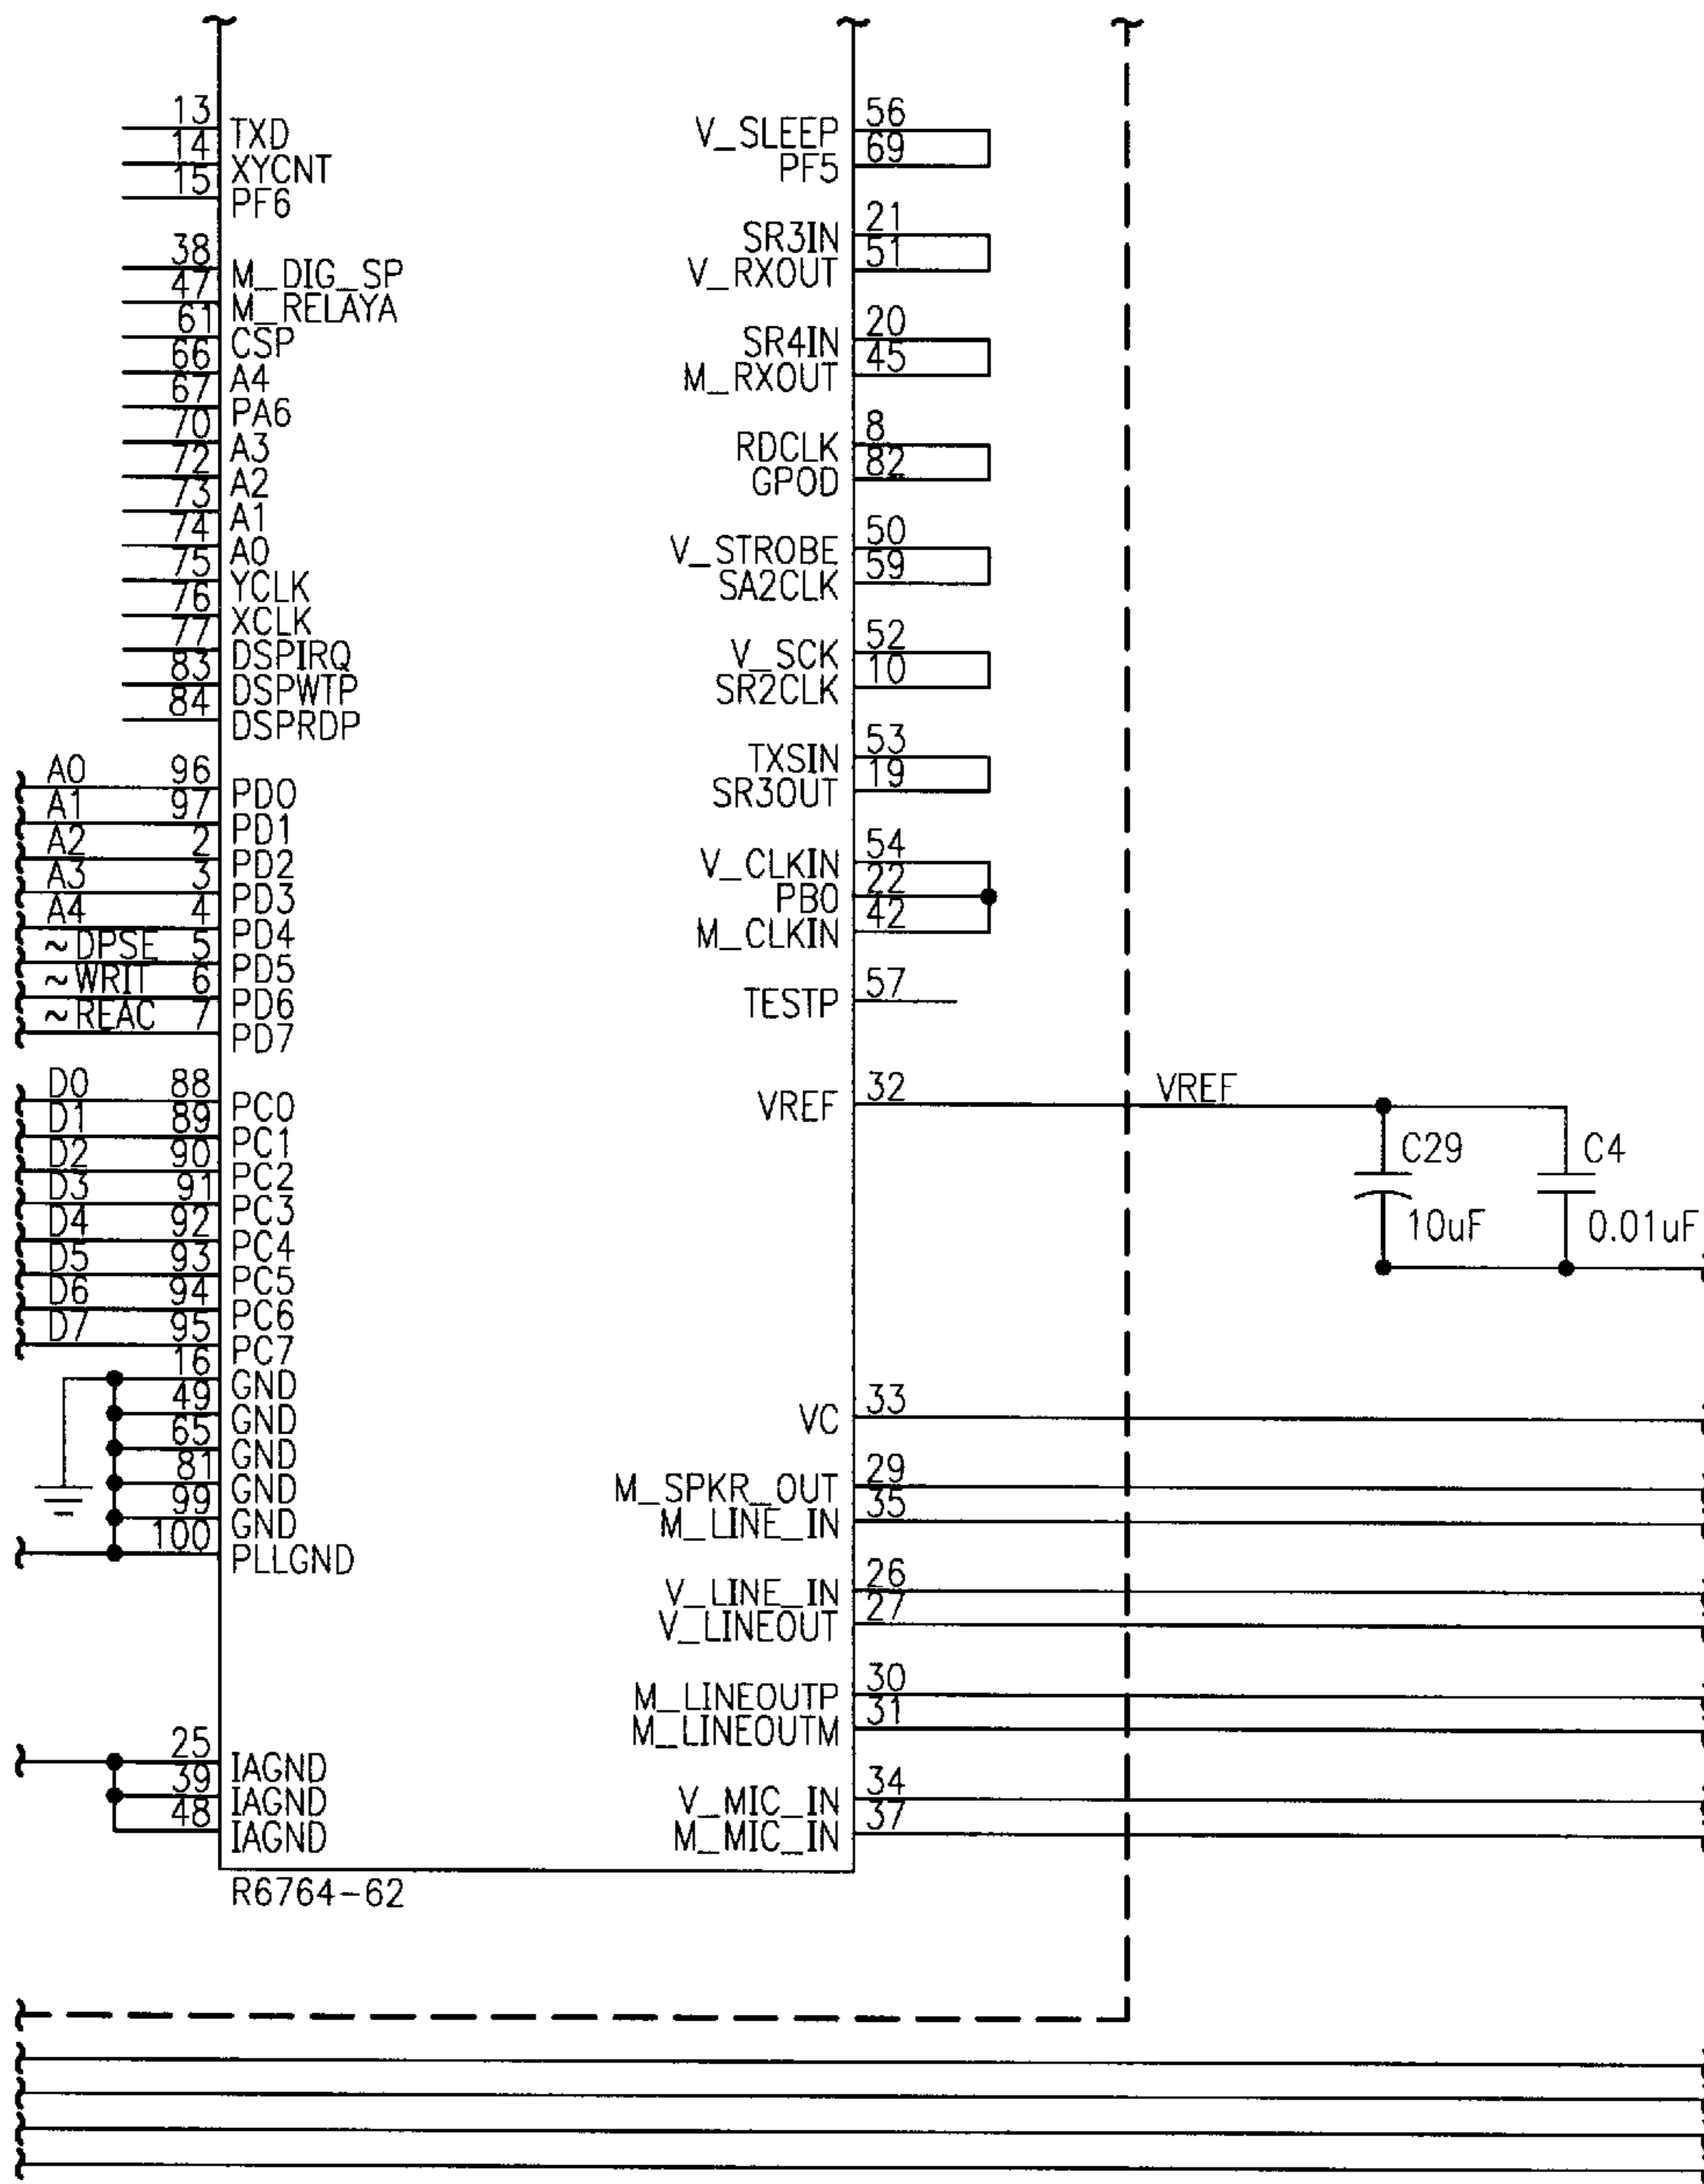 13 TXD
14 XYCNT
15 PF6
38 M_DIG_SP
47 M_RELAYA
61 CSP
66 A4
67 PA6
70 A3
72 A2
73 A1
74 A0
75 YCLK
76 XCLK
77 DSPIRQ
83 DSPWTP
84 DSPRDP
A0 96 PD0
A1 97 PD1
A2 2 PD2
A3 3 PD3
A4 4 PD4
~DPSE 5 PD5
~WRIT 6 PD6
~REAC 7 PD7
D0 88 PC0
D1 89 PC1
D2 90 PC2
D3 91 PC3
D4 92 PC4
D5 93 PC5
D6 94 PC6
D7 95 PC7
16 GND
49 GND
65 GND
81 GND
99 GND
100 PLLGND
25 IAGND
39 IAGND
48 IAGND
V_SLEEP 56
PF5 69
SR3IN 21
V_RXOUT 51
SR4IN 20
M_RXOUT 45
RDCLK 8
GPOD 82
V_STROBE 50
SA2CLK 59
V_SCK 52
SR2CLK 10
TXSIN 53
SR3OUT 19
V_CLKIN 54
PB0 22
M_CLKIN 42
TESTP 57
VREF 32 VREF
C29
10uF
C4
0.01uF
VC 33
M_SPKR_OUT 29
M_LINE_IN 35
V_LINE_IN 26
V_LINEOUT 27
M_LINEOUTP 30
M_LINEOUTM 31
V_MIC_IN 34
M_MIC_IN 37
R6764-62